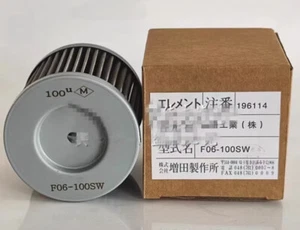 100u M
F06-100SW
エレメント 注番 196114
工業(株)
型式名 F06-100SW
株式会社 増田製作所